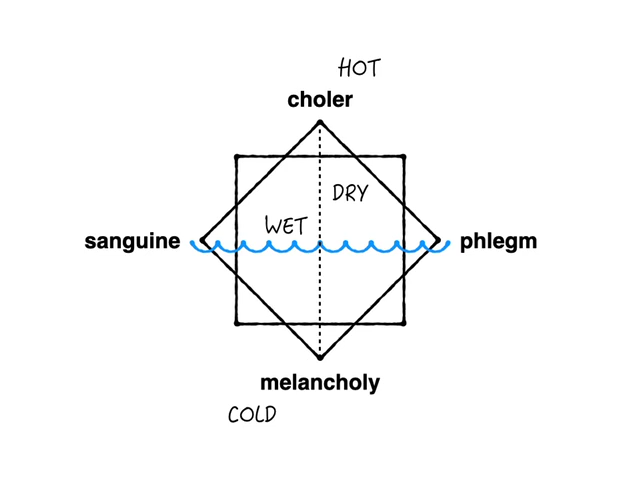 HOT
choler
DRY
WET
sanguine
phlegm
melancholy
COLD